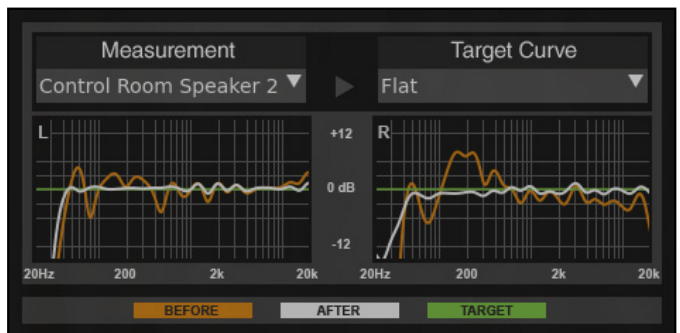 Measurement
Target Curve
Control Room Speaker 2
Flat
L
+12
R
0 dB
-12
20Hz 200 2k 20k
20Hz 200 2k 20k
BEFORE AFTER TARGET